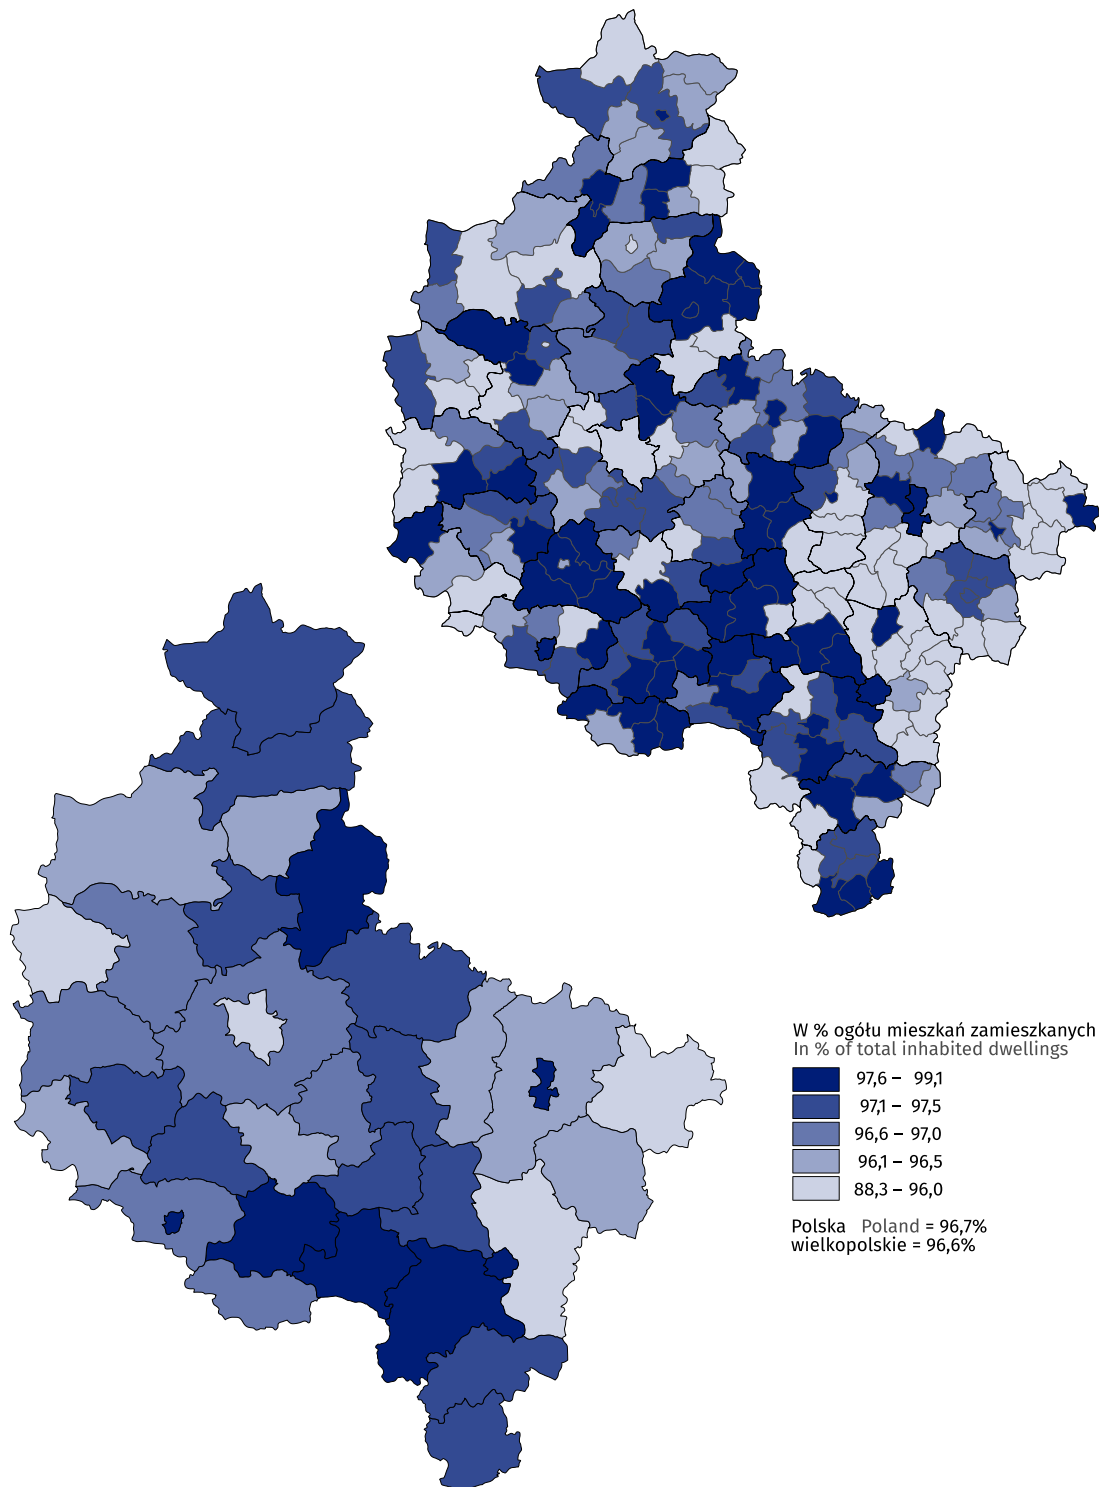 W % ogółu mieszkań zamieszkanych
In % of total inhabited dwellings
97,6 – 99,1
97,1 – 97,5
96,6 – 97,0
96,1 – 96,5
88,3 – 96,0
Polska Poland = 96,7%
wielkopolskie = 96,6%